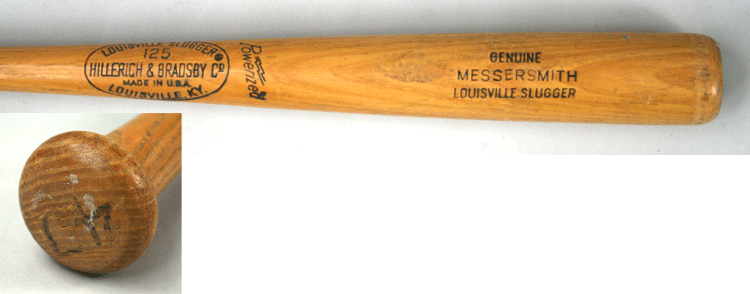 LOUISVILLE SLUGGER®
125
HILLERICH & BRADSBY Cº
MADE IN U.S.A.
LOUISVILLE, KY.
Powerized
GENUINE
MESSERSMITH
LOUISVILLE SLUGGER